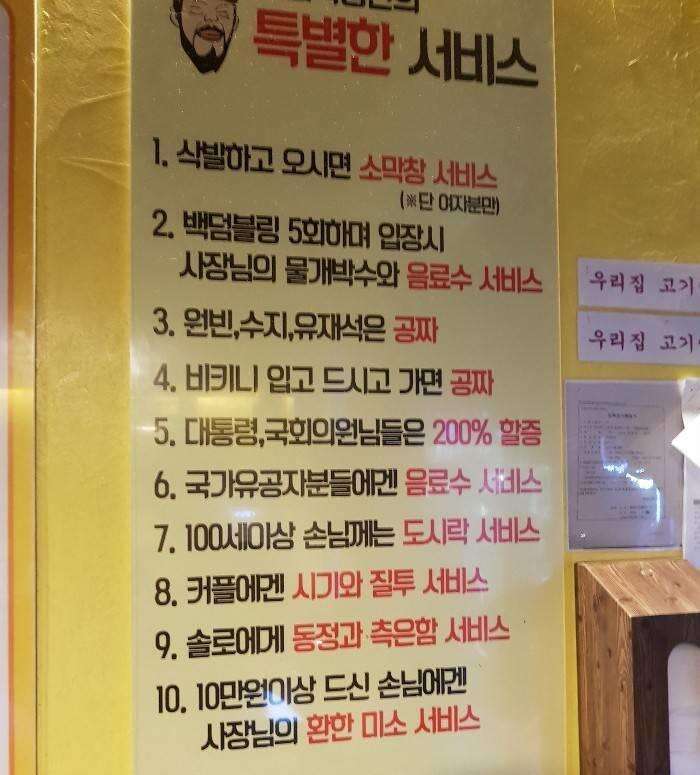 특별한 서비스
1. 삭발하고 오시면 소막창 서비스
(※단 여자분만)
2. 백덤블링 5회하며 입장시
사장님의 물개박수와 음료수 서비스
3. 원빈,수지,유재석은 공짜
4. 비키니 입고 드시고 가면 공짜
5. 대통령,국회의원님들은 200% 할증
6. 국가유공자분들에겐 음료수 서비스
7. 100세이상 손님께는 도시락 서비스
8. 커플에겐 시기와 질투 서비스
9. 솔로에게 동정과 측은함 서비스
10. 10만원이상 드신 손님에겐
사장님의 환한 미소 서비스
우리집 고기
우리집 고기